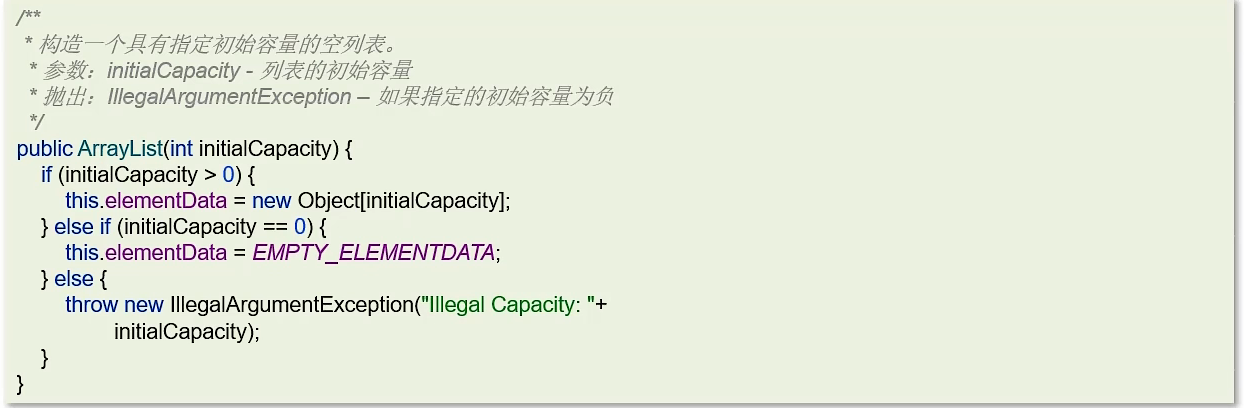 /**
 * 构造一个具有指定初始容量的空列表。
 * 参数：initialCapacity - 列表的初始容量
 * 抛出：IllegalArgumentException – 如果指定的初始容量为负
 */
public ArrayList(int initialCapacity) {
    if (initialCapacity > 0) {
        this.elementData = new Object[initialCapacity];
    } else if (initialCapacity == 0) {
        this.elementData = EMPTY_ELEMENTDATA;
    } else {
        throw new IllegalArgumentException("Illegal Capacity: "+
                initialCapacity);
    }
}